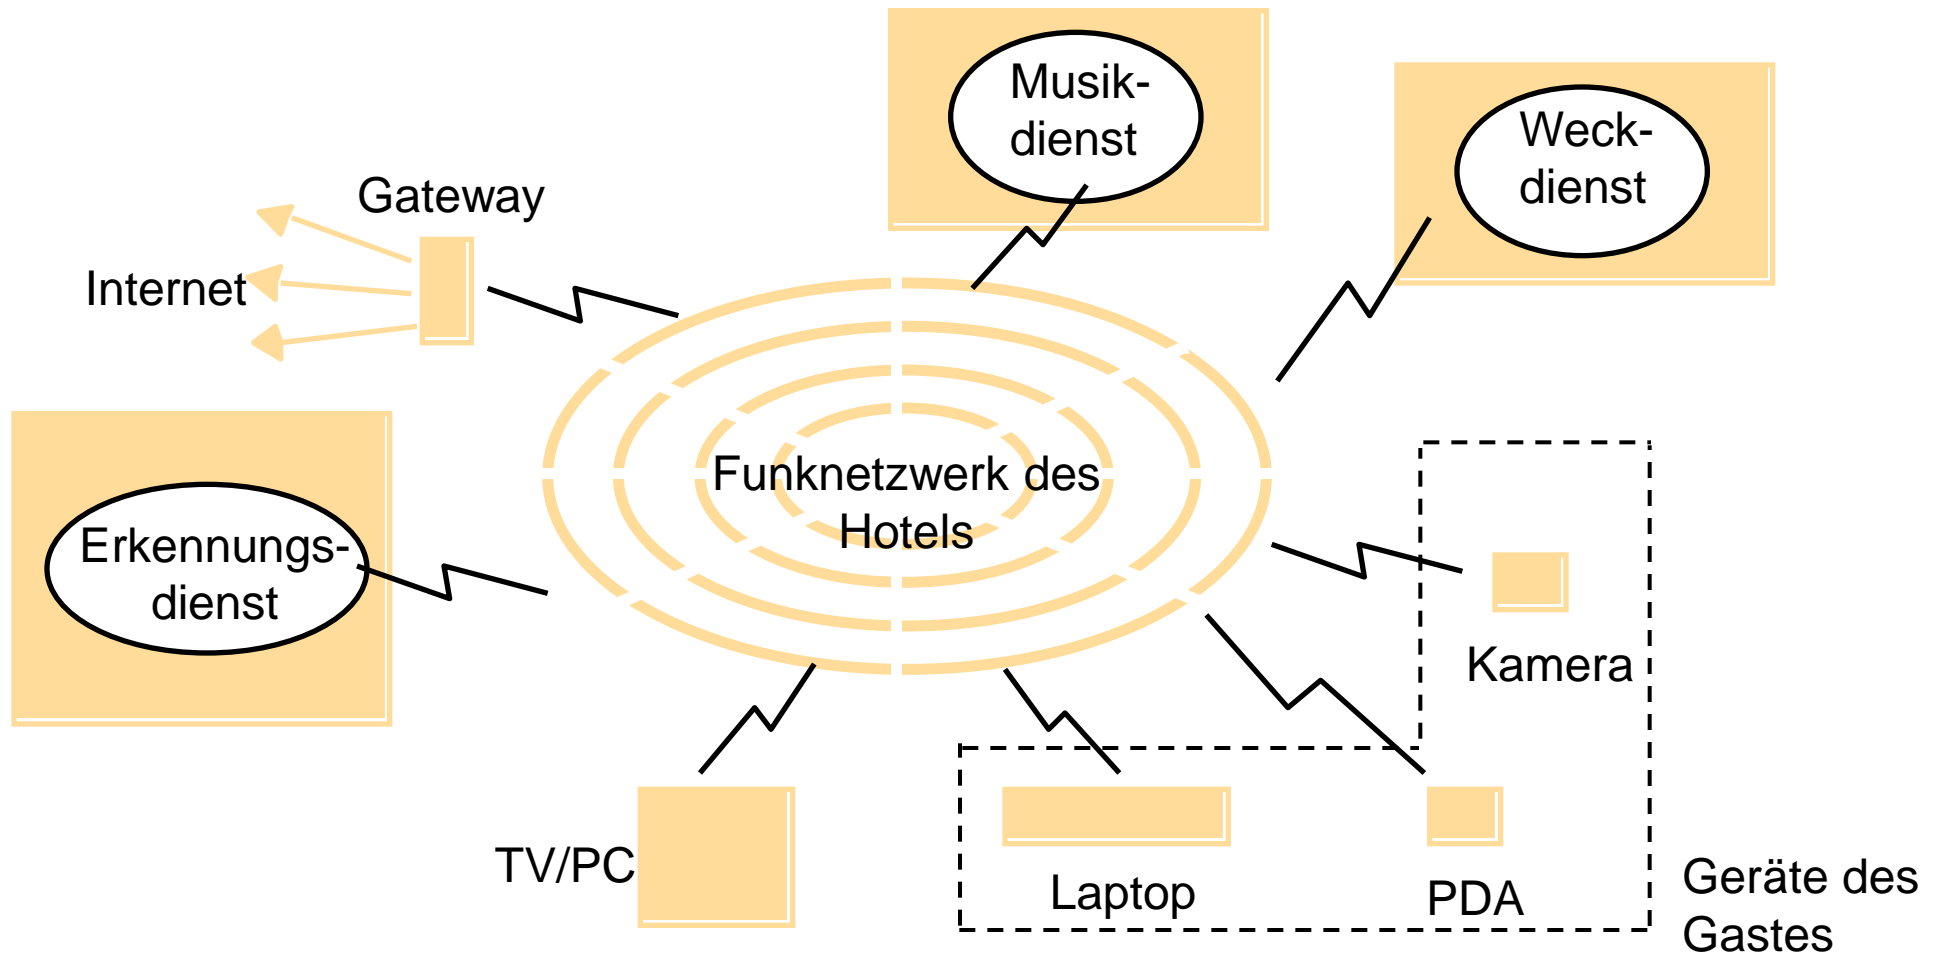 Musik-
dienst
Weck-
dienst
Gateway
Internet
Funknetzwerk des
Hotels
Erkennungs-
dienst
Kamera
TV/PC
Laptop
PDA
Geräte des
Gastes